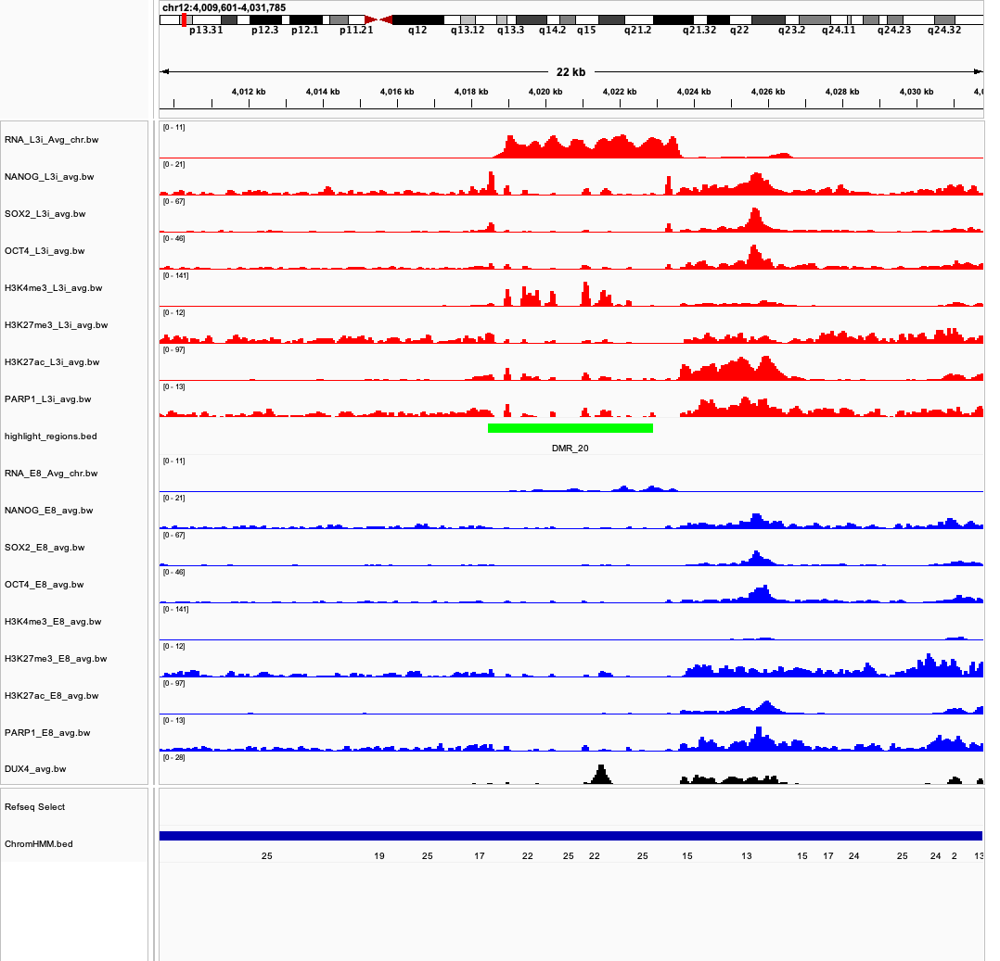 chr12:4,009,601-4,031,785
p13.31 p12.3 p12.1 p11.21 q12 q13.12 q13.3 q14.2 q15 q21.2 q21.32 q22 q23.2 q24.11 q24.23 q24.32
22 kb
4,012 kb 4,014 kb 4,016 kb 4,018 kb 4,020 kb 4,022 kb 4,024 kb 4,026 kb 4,028 kb 4,030 kb 4,0
[0 - 11]
RNA_L3i_Avg_chr.bw
[0 - 21]
NANOG_L3i_avg.bw
[0 - 67]
SOX2_L3i_avg.bw
[0 - 46]
OCT4_L3i_avg.bw
[0 - 141]
H3K4me3_L3i_avg.bw
[0 - 12]
H3K27me3_L3i_avg.bw
[0 - 97]
H3K27ac_L3i_avg.bw
[0 - 13]
PARP1_L3i_avg.bw
highlight_regions.bed
DMR_20
[0 - 11]
RNA_E8_Avg_chr.bw
[0 - 21]
NANOG_E8_avg.bw
[0 - 67]
SOX2_E8_avg.bw
[0 - 46]
OCT4_E8_avg.bw
[0 - 141]
H3K4me3_E8_avg.bw
[0 - 12]
H3K27me3_E8_avg.bw
[0 - 97]
H3K27ac_E8_avg.bw
[0 - 13]
PARP1_E8_avg.bw
[0 - 28]
DUX4_avg.bw
Refseq Select
ChromHMM.bed
25 19 25 17 22 25 22 25 15 13 15 17 24 25 24 2 13